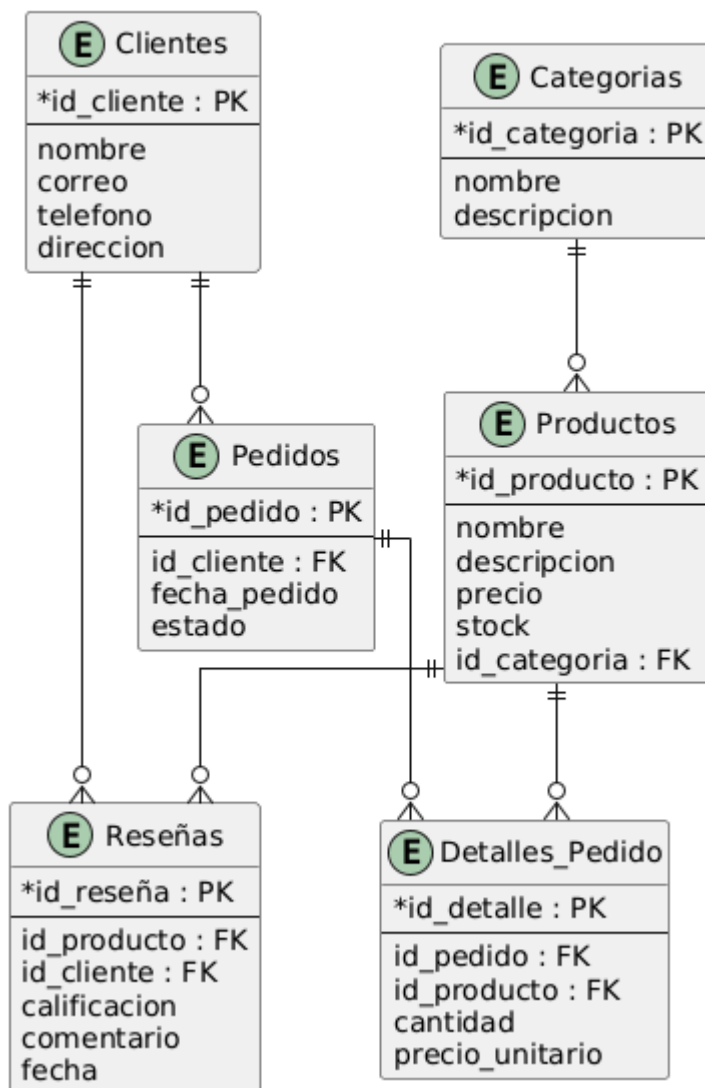 E Clientes
*id_cliente : PK
nombre
correo
telefono
direccion
E Categorias
*id_categoria : PK
nombre
descripcion
E Pedidos
*id_pedido : PK
id_cliente : FK
fecha_pedido
estado
E Productos
*id_producto : PK
nombre
descripcion
precio
stock
id_categoria : FK
E Reseñas
*id_reseña : PK
id_producto : FK
id_cliente : FK
calificacion
comentario
fecha
E Detalles_Pedido
*id_detalle : PK
id_pedido : FK
id_producto : FK
cantidad
precio_unitario